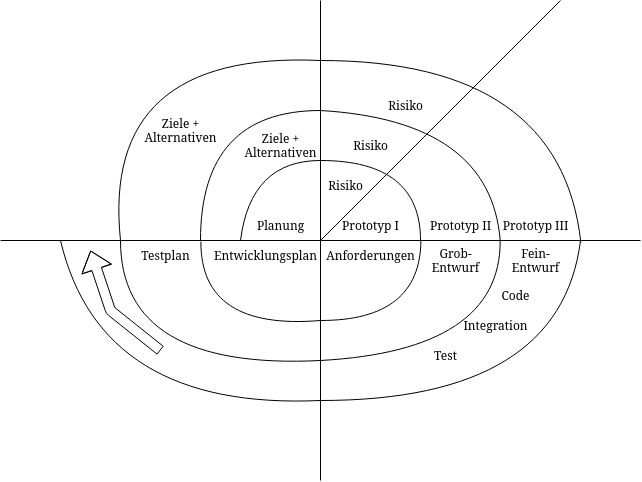 Risiko
Ziele +
Alternativen
Ziele +
Alternativen
Risiko
Risiko
Planung
Prototyp I
Prototyp II
Prototyp III
Testplan
Entwicklungsplan
Anforderungen
Grob-
Entwurf
Fein-
Entwurf
Code
Integration
Test